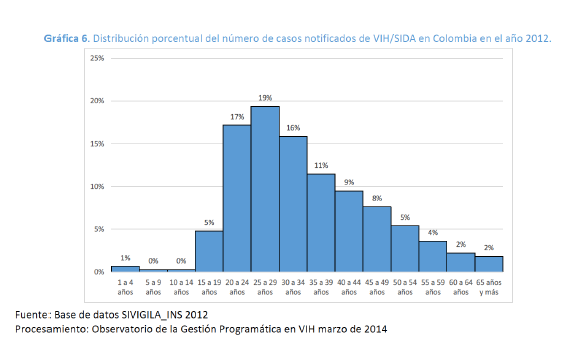 Gráfica 6. Distribución porcentual del número de casos notificados de VIH/SIDA en Colombia en el año 2012.
25%
20%
15%
10%
5%
0%
1%
0%
0%
5%
17%
19%
16%
11%
9%
8%
5%
4%
2%
2%
1 a 4 años
5 a 9 años
10 a 14 años
15 a 19 años
20 a 24 años
25 a 29 años
30 a 34 años
35 a 39 años
40 a 44 años
45 a 49 años
50 a 54 años
55 a 59 años
60 a 64 años
65 años y más
Fuente: Base de datos SIVIGILA_INS 2012
Procesamiento: Observatorio de la Gestión Programática en VIH marzo de 2014